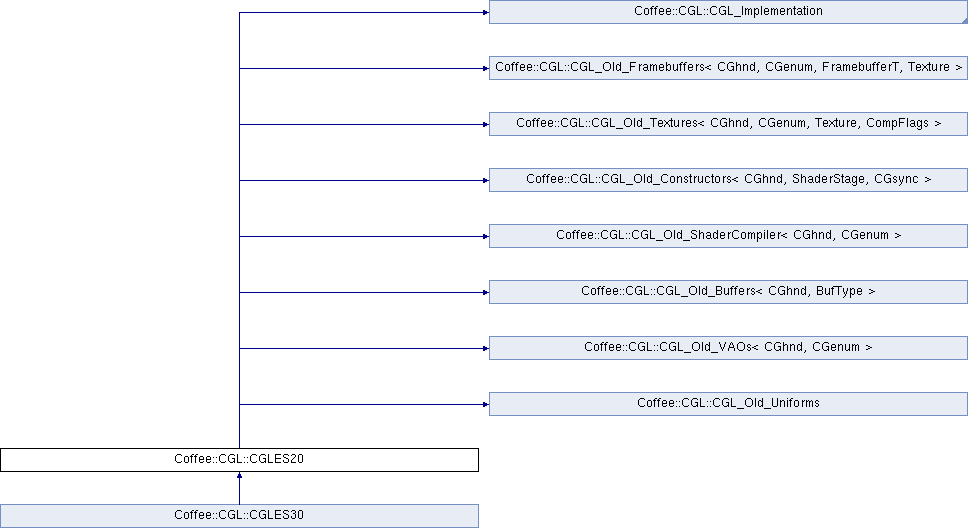 Coffee::CGL::CGL_Implementation
Coffee::CGL::CGL_Old_Framebuffers< CGhnd, CGenum, FramebufferT, Texture >
Coffee::CGL::CGL_Old_Textures< CGhnd, CGenum, Texture, CompFlags >
Coffee::CGL::CGL_Old_Constructors< CGhnd, ShaderStage, CGsync >
Coffee::CGL::CGL_Old_ShaderCompiler< CGhnd, CGenum >
Coffee::CGL::CGL_Old_Buffers< CGhnd, BufType >
Coffee::CGL::CGL_Old_VAOs< CGhnd, CGenum >
Coffee::CGL::CGL_Old_Uniforms
Coffee::CGL::CGLES20
Coffee::CGL::CGLES30